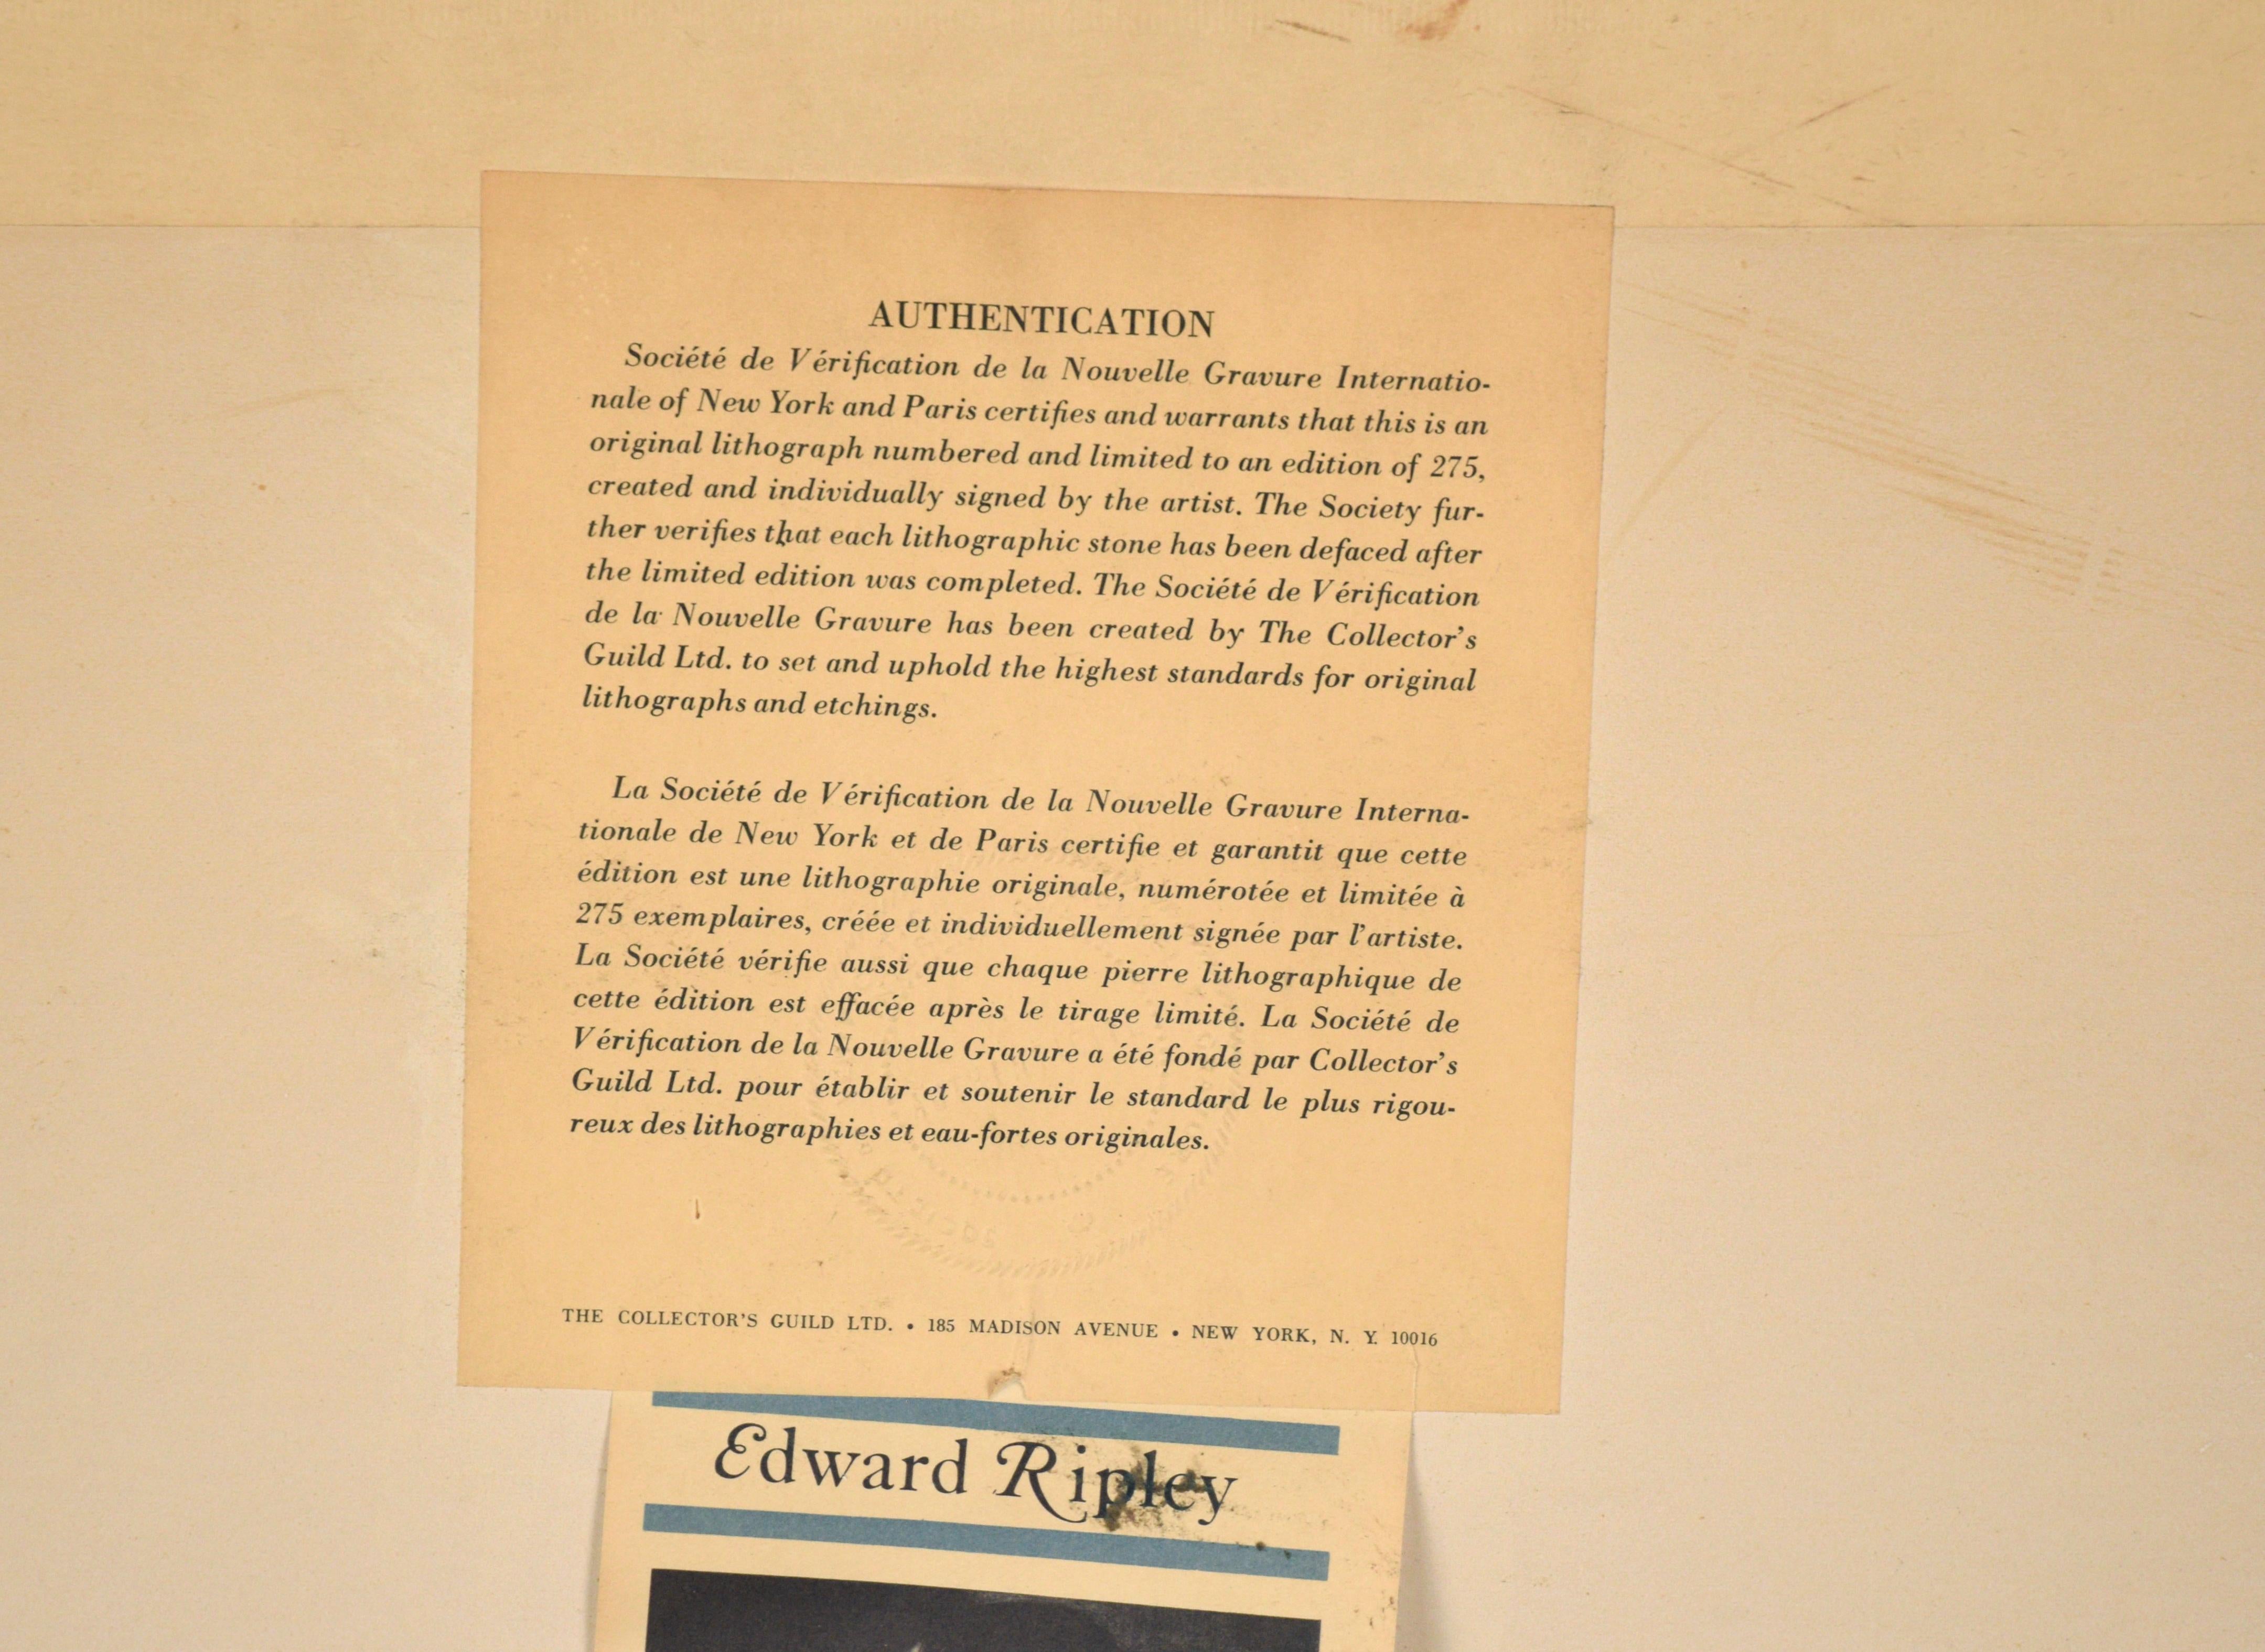 AUTHENTICATION
Société de Vérification de la Nouvelle Gravure Internatio-
nale of New York and Paris certifies and warrants that this is an
original lithograph numbered and limited to an edition of 275,
created and individually signed by the artist. The Society fur-
ther verifies that each lithographic stone has been defaced after
the limited edition was completed. The Société de Vérification
de la Nouvelle Gravure has been created by The Collector's
Guild Ltd. to set and uphold the highest standards for original
lithographs and etchings.
La Société de Vérification de la Nouvelle Gravure Interna-
tionale de New York et de Paris certifie et garantit que cette
édition est une lithographie originale, numérotée et limitée à
275 exemplaires, créée et individuellement signée par l'artiste.
La Société vérifie aussi que chaque pierre lithographique de
cette édition est effacée après le tirage limité. La Société de
Vérification de la Nouvelle Gravure a été fondé par Collector's
Guild Ltd. pour établir et soutenir le standard le plus rigou-
reux des lithographies et eau-fortes originales.
THE COLLECTOR'S GUILD LTD. • 185 MADISON AVENUE • NEW YORK, N. Y. 10016
Edward Ripley